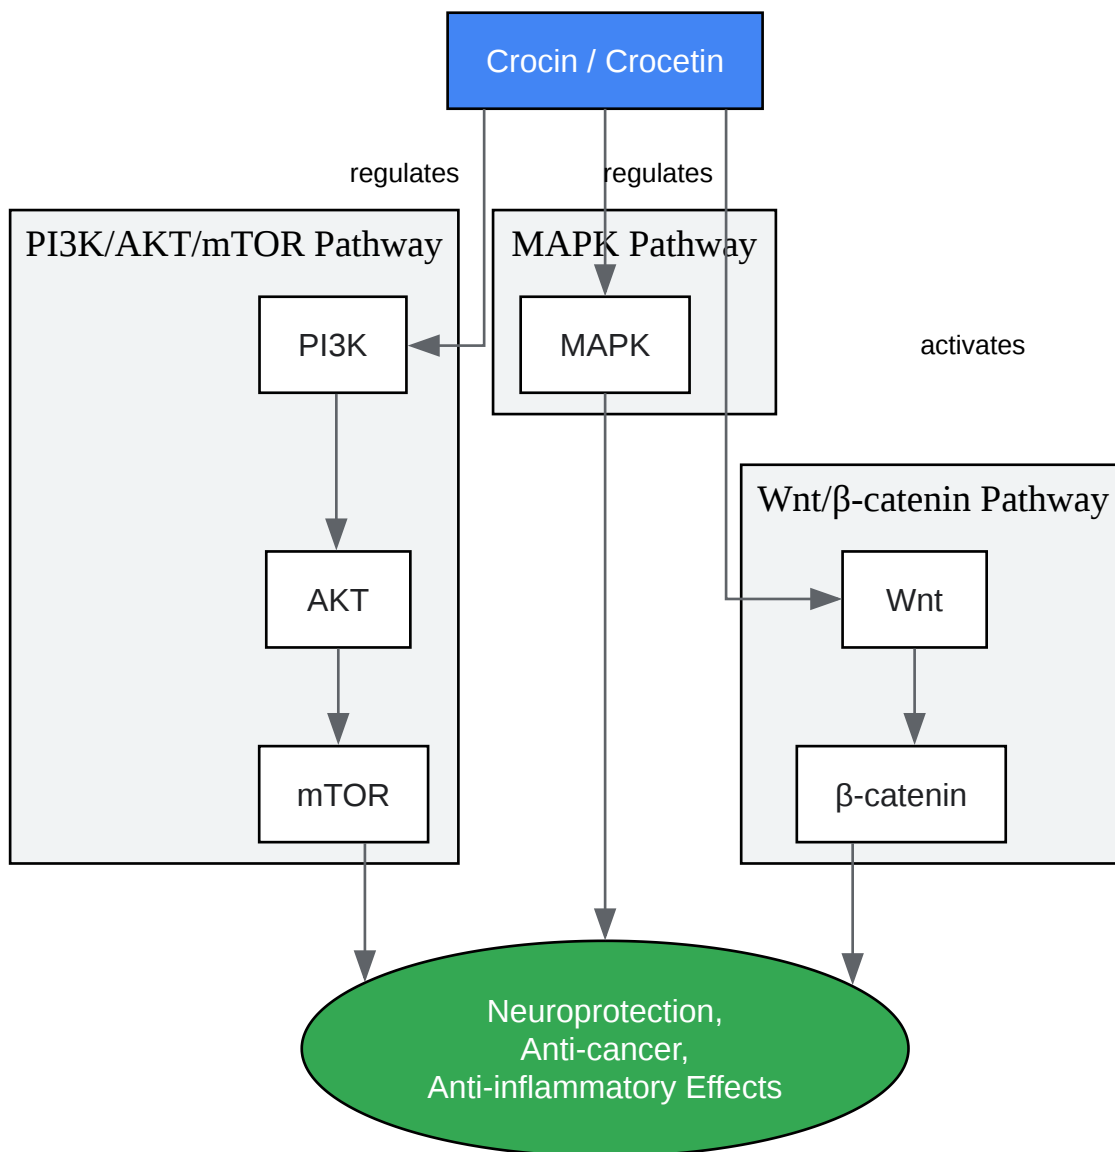 Crocin / Crocetin
regulates
regulates
PI3K/AKT/mTOR Pathway
MAPK Pathway
PI3K
MAPK
activates
Wnt/β-catenin Pathway
AKT
Wnt
mTOR
β-catenin
Neuroprotection,
Anti-cancer,
Anti-inflammatory Effects